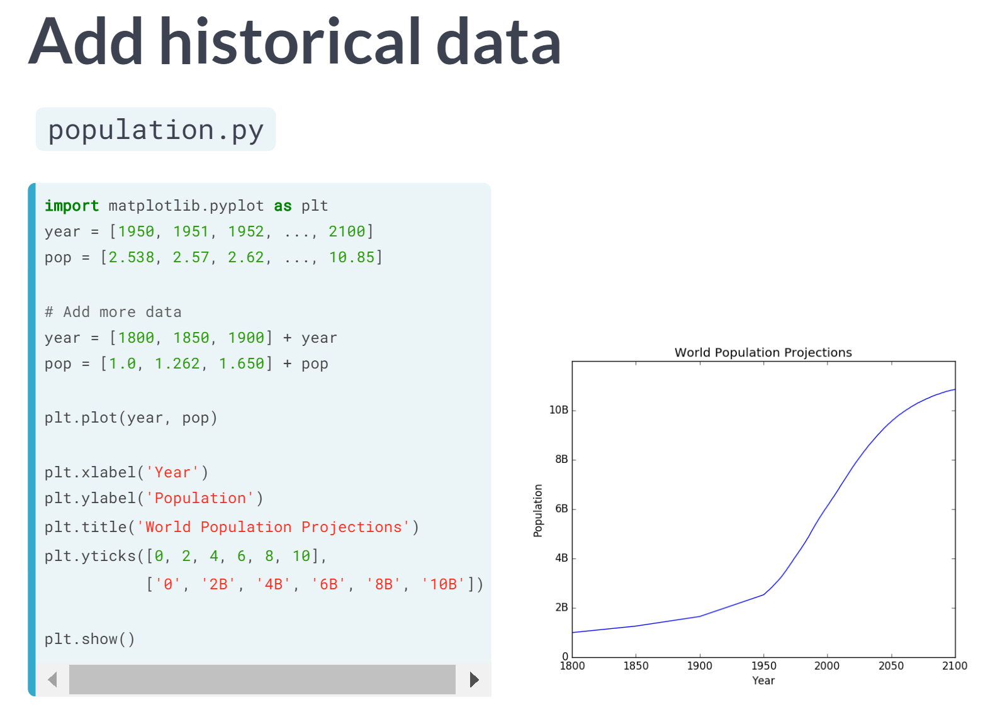 Add historical data
population.py
import matplotlib.pyplot as plt
year = [1950, 1951, 1952, ..., 2100]
pop = [2.538, 2.57, 2.62, ..., 10.85]
# Add more data
year = [1800, 1850, 1900] + year
pop = [1.0, 1.262, 1.650] + pop
plt.plot(year, pop)
plt.xlabel('Year')
plt.ylabel('Population')
plt.title('World Population Projections')
plt.yticks([0, 2, 4, 6, 8, 10],
['0', '2B', '4B', '6B', '8B', '10B'])
plt.show()
World Population Projections
10B
8B
6B
4B
2B
0
Population
1800 1850 1900 1950 2000 2050 2100
Year